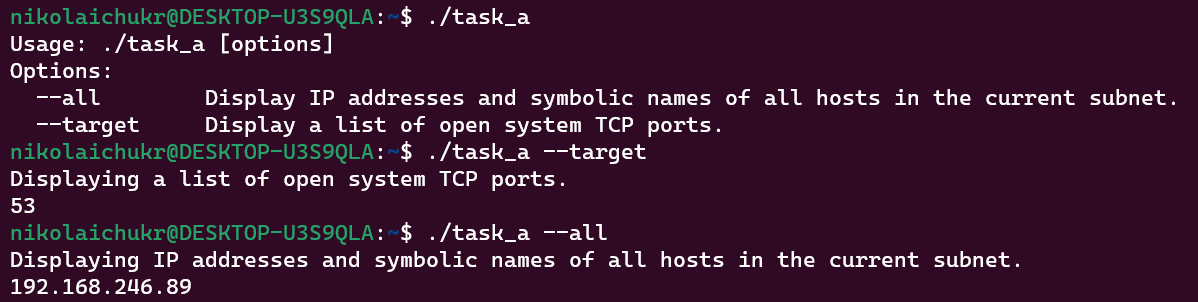 nikolaichukr@DESKTOP-U3S9QLA:~$ ./task_a
Usage: ./task_a [options]
Options:
  --all        Display IP addresses and symbolic names of all hosts in the current subnet.
  --target     Display a list of open system TCP ports.
nikolaichukr@DESKTOP-U3S9QLA:~$ ./task_a --target
Displaying a list of open system TCP ports.
53
nikolaichukr@DESKTOP-U3S9QLA:~$ ./task_a --all
Displaying IP addresses and symbolic names of all hosts in the current subnet.
192.168.246.89